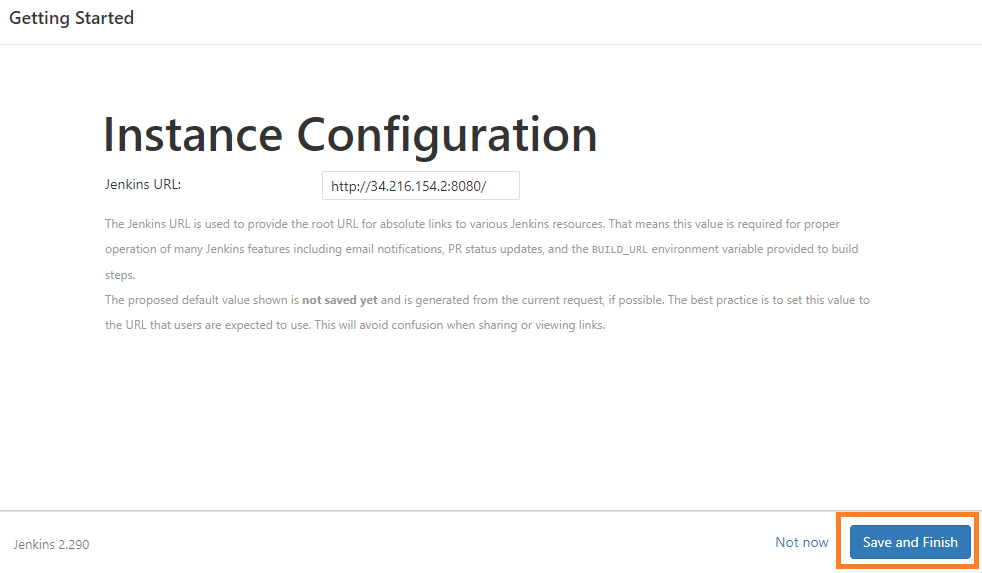 Getting Started
Instance Configuration
Jenkins URL: http://34.216.154.2:8080/
The Jenkins URL is used to provide the root URL for absolute links to various Jenkins resources. That means this value is required for proper
operation of many Jenkins features including email notifications, PR status updates, and the BUILD_URL environment variable provided to build
steps.
The proposed default value shown is not saved yet and is generated from the current request, if possible. The best practice is to set this value to
the URL that users are expected to use. This will avoid confusion when sharing or viewing links.
Jenkins 2.290 Not now Save and Finish